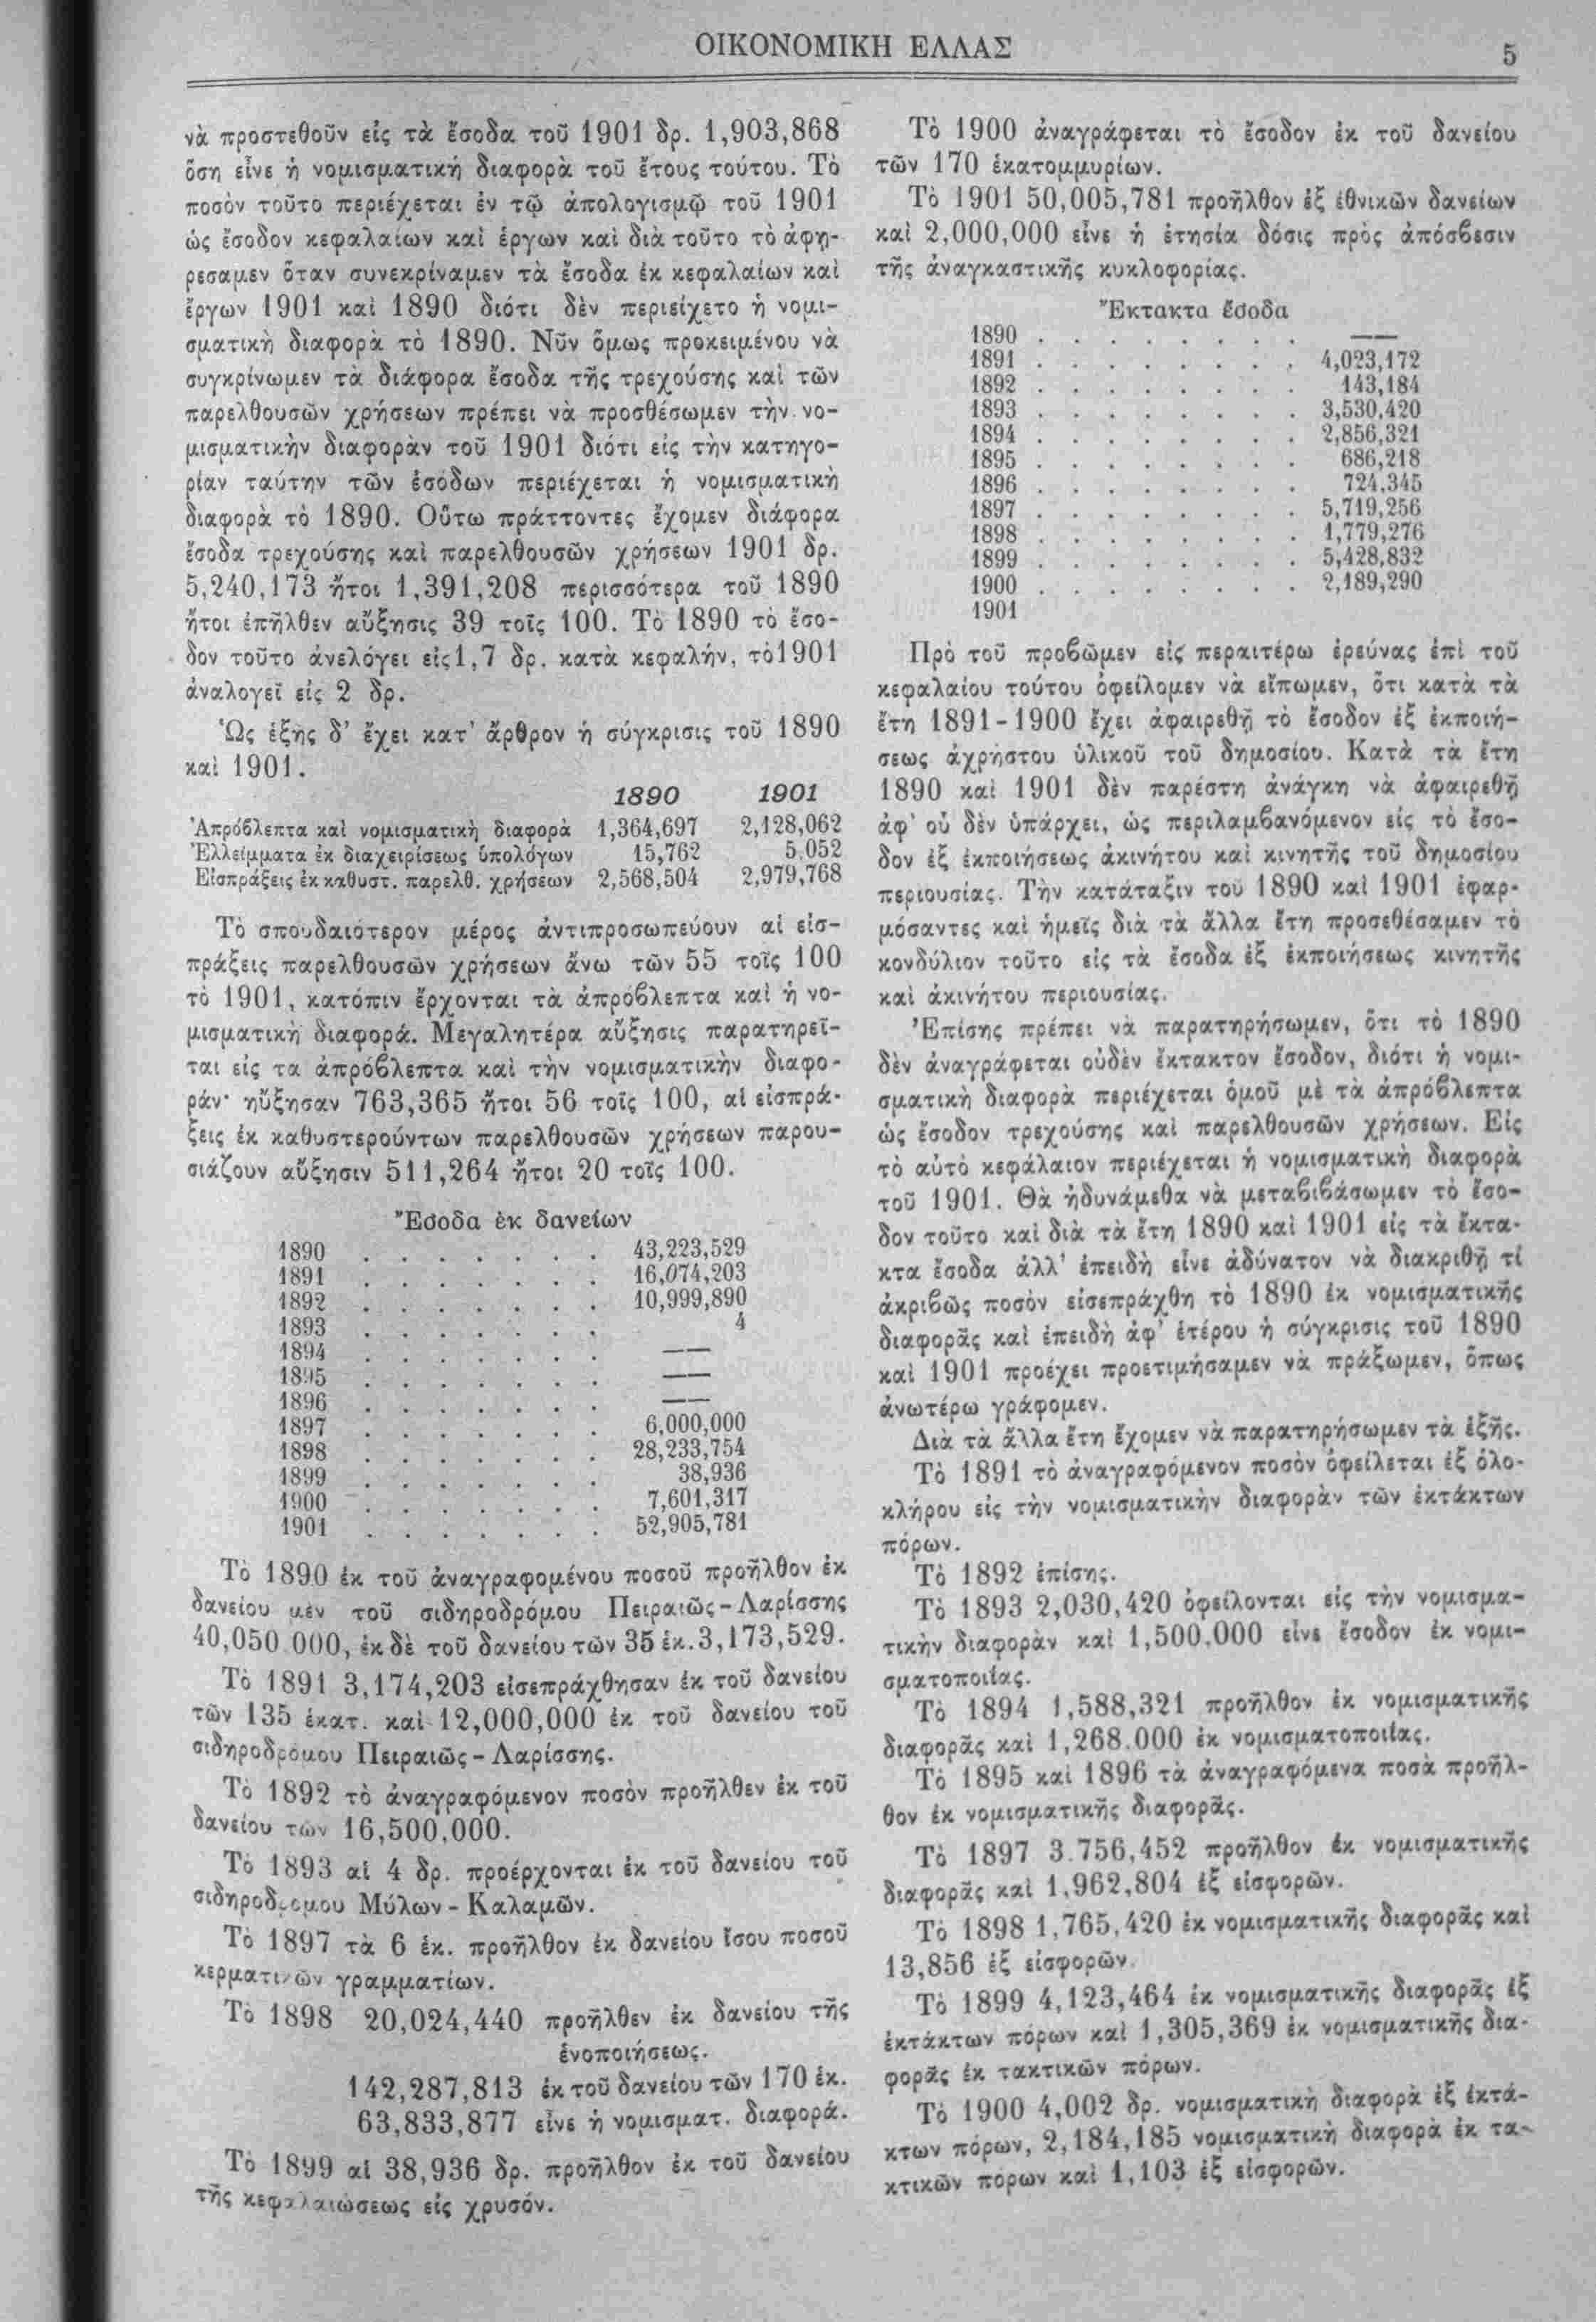 ΟΙΚΟΝΟΜΙΚΗ ΕΛΛΑΣ
5
νὰ προστεθοῦν εἰς τὰ ἔσοδα τοῦ 1901 δρ. 1,903,868
ὅση εἶνε ἡ νομισματικὴ διαφορὰ τοῦ ἔτους τούτου. Τὸ
ποσὸν τοῦτο περιέχεται ἐν τῷ ἀπολογισμῷ τοῦ 1901
ὡς ἔσοδον κεφαλαίων καὶ ἔργων καὶ διὰ τοῦτο τὸ ἀφῃ-
ρεσαμεν ὅταν συνεκρίναμεν τὰ ἔσοδα ἐκ κεφαλαίων καὶ
ἔργων 1901 καὶ 1890 διότι δὲν περιείχετο ἡ νομι-
σματικὴ διαφορὰ τὸ 1890. Νῦν ὅμως προκειμένου νὰ
συγκρίνωμεν τὰ διάφορα ἔσοδα τῆς τρεχούσης καὶ τῶν
παρελθουσῶν χρήσεων πρέπει νὰ προσθέσωμεν τὴν νο-
μισματικὴν διαφορὰν τοῦ 1901 διότι εἰς τὴν κατηγο-
ρίαν ταύτην τῶν ἐσόδων περιέχεται ἡ νομισματικὴ
διαφορὰ τὸ 1890. Οὕτω πράττοντες ἔχομεν διάφορα
ἔσοδα τρεχούσης καὶ παρελθουσῶν χρήσεων 1901 δρ.
5,240,173 ἤτοι 1,391,208 περισσότερα τοῦ 1890
ἤτοι ἐπῆλθεν αὔξησις 39 τοῖς 100. Τὸ 1890 τὸ ἔσο-
δον τοῦτο ἀνελόγει εἰς1,7 δρ. κατὰ κεφαλήν, τὸ1901
ἀναλογεῖ εἰς 2 δρ.
Ὡς ἑξῆς δ' ἔχει κατ' ἄρθρον ἡ σύγκρισις τοῦ 1890
καὶ 1901.
1890 1901
Ἀπρόβλεπτα καὶ νομισματικὴ διαφορὰ 1,364,697 2,128,062
Ἐλλείμματα ἐκ διαχειρίσεως ὑπολόγων 15,762 5,052
Εἰσπράξεις ἐκ καθυστ. παρελθ. χρήσεων 2,568,504 2,979,768
Τὸ σπουδαιότερον μέρος ἀντιπροσωπεύουν αἱ εἰσ-
πράξεις παρελθουσῶν χρήσεων ἄνω τῶν 55 τοῖς 100
τὸ 1901, κατόπιν ἔρχονται τὰ ἀπρόβλεπτα καὶ ἡ νο-
μισματικὴ διαφορά. Μεγαλητέρα αὔξησις παρατηρεῖ-
ται εἰς τα ἀπρόβλεπτα καὶ τὴν νομισματικὴν διαφο-
ράν· ηὔξησαν 763,365 ἤτοι 56 τοῖς 100, αἱ εἰσπρά-
ξεις ἐκ καθυστερούντων παρελθουσῶν χρήσεων παρου-
σιάζουν αὔξησιν 511,264 ἤτοι 20 τοῖς 100.
Ἔσοδα ἐκ δανείων
1890 . . . . . . . 43,223,529
1891 . . . . . . . 16,074,203
1892 . . . . . . . 10,999,890
1893 . . . . . . . 4
1894 . . . . . . . ——
1895 . . . . . . . ——
1896 . . . . . . . ——
1897 . . . . . . . 6,000,000
1898 . . . . . . . 28,233,754
1899 . . . . . . . 38,936
1900 . . . . . . . 7,601,317
1901 . . . . . . . 52,905,781
Τὸ 1890 ἐκ τοῦ ἀναγραφομένου ποσοῦ προῆλθον ἐκ
δανείου μὲν τοῦ σιδηροδρόμου Πειραιῶς-Λαρίσσης
40,050,000, ἐκ δὲ τοῦ δανείου τῶν 35 ἑκ. 3,173,529.
Τὸ 1891 3,174,203 εἰσεπράχθησαν ἐκ τοῦ δανείου
τῶν 135 ἑκατ. καὶ 12,000,000 ἐκ τοῦ δανείου τοῦ
σιδηροδρόμου Πειραιῶς - Λαρίσσης.
Τὸ 1892 τὸ ἀναγραφόμενον ποσὸν προῆλθεν ἐκ τοῦ
δανείου τῶν 16,500,000.
Τὸ 1893 αἱ 4 δρ. προέρχονται ἐκ τοῦ δανείου τοῦ
σιδηροδρόμου Μύλων - Καλαμῶν.
Τὸ 1897 τὰ 6 ἑκ. προῆλθον ἐκ δανείου ἴσου ποσοῦ
κερματικῶν γραμματίων.
Τὸ 1898 20,024,440 προῆλθεν ἐκ δανείου τῆς
ἑνοποιήσεως.
142,287,813 ἐκ τοῦ δανείου τῶν 170 ἑκ.
63,833,877 εἶνε ἡ νομισματ. διαφορά.
Τὸ 1899 αἱ 38,936 δρ. προῆλθον ἐκ τοῦ δανείου
τῆς κεφαλαιώσεως εἰς χρυσόν.
Τὸ 1900 ἀναγράφεται τὸ ἔσοδον ἐκ τοῦ δανείου
τῶν 170 ἑκατομμυρίων.
Τὸ 1901 50,005,781 προῆλθον ἐξ ἐθνικῶν δανείων
καὶ 2,000,000 εἶνε ἡ ἐτησία δόσις πρὸς ἀπόσβεσιν
τῆς ἀναγκαστικῆς κυκλοφορίας.
Ἔκτακτα ἔσοδα
1890 . . . . . . . . ——
1891 . . . . . . . . 4,023,172
1892 . . . . . . . . 143,184
1893 . . . . . . . . 3,530,420
1894 . . . . . . . . 2,856,321
1895 . . . . . . . . 686,218
1896 . . . . . . . . 724,345
1897 . . . . . . . . 5,719,256
1898 . . . . . . . . 1,779,276
1899 . . . . . . . . 5,428,832
1900 . . . . . . . . 2,189,290
1901
Πρὸ τοῦ προβῶμεν εἰς περαιτέρω ἐρεύνας ἐπὶ τοῦ
κεφαλαίου τούτου ὀφείλομεν νὰ εἴπωμεν, ὅτι κατὰ τὰ
ἔτη 1891-1900 ἔχει ἀφαιρεθῇ τὸ ἔσοδον ἐξ ἐκποιή-
σεως ἀχρήστου ὑλικοῦ τοῦ δημοσίου. Κατὰ τὰ ἔτη
1890 καὶ 1901 δὲν παρέστη ἀνάγκη νὰ ἀφαιρεθῇ
ἀφ' οὗ δὲν ὑπάρχει, ὡς περιλαμβανόμενον εἰς τὸ ἔσο-
δον ἐξ ἐκποιήσεως ἀκινήτου καὶ κινητῆς τοῦ δημοσίου
περιουσίας. Τὴν κατάταξιν τοῦ 1890 καὶ 1901 ἐφαρ-
μόσαντες καὶ ἡμεῖς διὰ τὰ ἄλλα ἔτη προσεθέσαμεν τὸ
κονδύλιον τοῦτο εἰς τὰ ἔσοδα ἐξ ἐκποιήσεως κινητῆς
καὶ ἀκινήτου περιουσίας.
Ἐπίσης πρέπει νὰ παρατηρήσωμεν, ὅτι τὸ 1890
δὲν ἀναγράφεται οὐδὲν ἔκτακτον ἔσοδον, διότι ἡ νομι-
σματικὴ διαφορὰ περιέχεται ὁμοῦ μὲ τὰ ἀπρόβλεπτα
ὡς ἔσοδον τρεχούσης καὶ παρελθουσῶν χρήσεων. Εἰς
τὸ αὐτὸ κεφάλαιον περιέχεται ἡ νομισματικὴ διαφορὰ
τοῦ 1901. Θὰ ἠδυνάμεθα νὰ μεταβιβάσωμεν τὸ ἔσο-
δον τοῦτο καὶ διὰ τὰ ἔτη 1890 καὶ 1901 εἰς τὰ ἔκτα-
κτα ἔσοδα ἀλλ' ἐπειδὴ εἶνε ἀδύνατον νὰ διακριθῇ τί
ἀκριβῶς ποσὸν εἰσεπράχθη τὸ 1890 ἐκ νομισματικῆς
διαφορᾶς καὶ ἐπειδὴ ἀφ' ἑτέρου ἡ σύγκρισις τοῦ 1890
καὶ 1901 προέχει προετιμήσαμεν νὰ πράξωμεν, ὅπως
ἀνωτέρω γράφομεν.
Διὰ τὰ ἄλλα ἔτη ἔχομεν νὰ παρατηρήσωμεν τὰ ἑξῆς.
Τὸ 1891 τὸ ἀναγραφόμενον ποσὸν ὀφείλεται ἐξ ὁλο-
κλήρου εἰς τὴν νομισματικὴν διαφορὰν τῶν ἐκτάκτων
πόρων.
Τὸ 1892 ἐπίσης.
Τὸ 1893 2,030,420 ὀφείλονται εἰς τὴν νομισμα-
τικὴν διαφορὰν καὶ 1,500,000 εἶνε ἔσοδον ἐκ νομι-
σματοποιΐας.
Τὸ 1894 1,588,321 προῆλθον ἐκ νομισματικῆς
διαφορᾶς καὶ 1,268.000 ἐκ νομισματοποιΐας.
Τὸ 1895 καὶ 1896 τὰ ἀναγραφόμενα ποσὰ προῆλ-
θον ἐκ νομισματικῆς διαφορᾶς.
Τὸ 1897 3.756,452 προῆλθον ἐκ νομισματικῆς
διαφορᾶς καὶ 1,962,804 ἐξ εἰσφορῶν.
Τὸ 1898 1,765,420 ἐκ νομισματικῆς διαφορᾶς καὶ
13,856 ἐξ εἰσφορῶν.
Τὸ 1899 4,123,464 ἐκ νομισματικῆς διαφορᾶς ἐξ
ἐκτάκτων πόρων καὶ 1,305,369 ἐκ νομισματικῆς δια-
φορᾶς ἐκ τακτικῶν πόρων.
Τὸ 1900 4,002 δρ. νομισματικὴ διαφορὰ ἐξ ἐκτά-
κτων πόρων, 2,184,185 νομισματικὴ διαφορὰ ἐκ τα-
κτικῶν πόρων καὶ 1,103 ἐξ εἰσφορῶν.